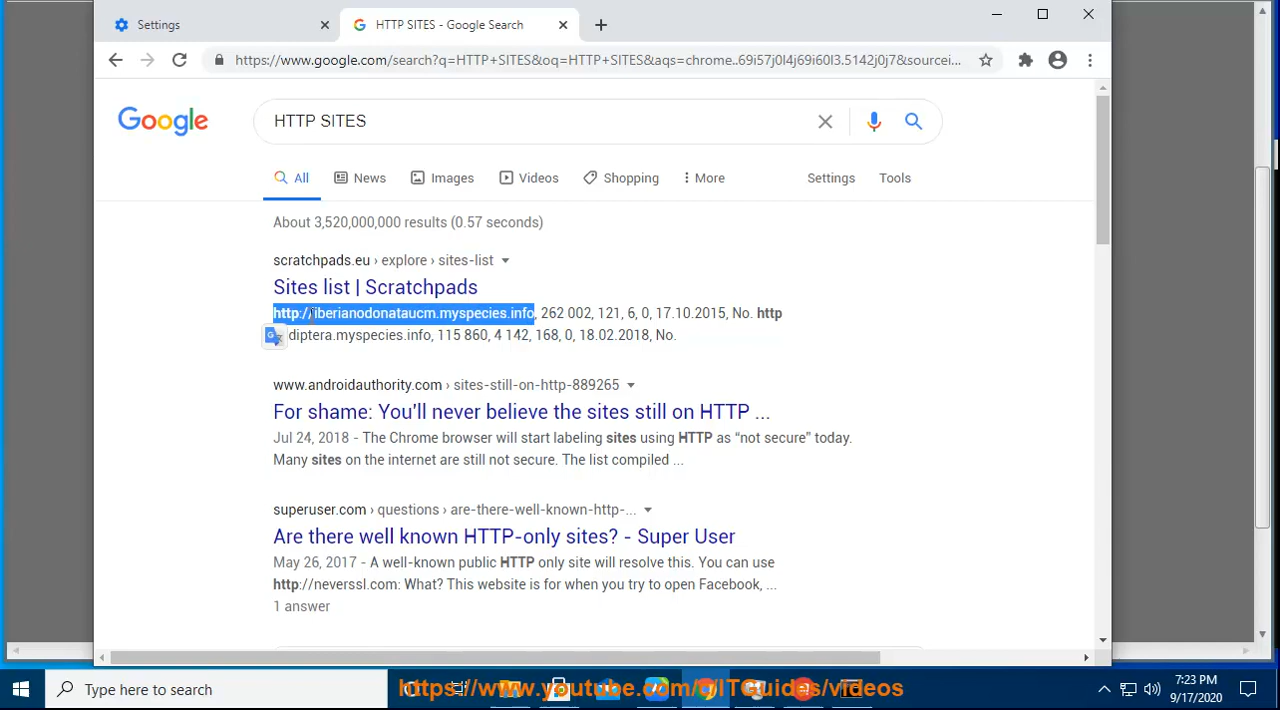 Settings
HTTP SITES - Google Search
https://www.google.com/search?q=HTTP+SITES&oq=HTTP+SITES&aqs=chrome..69i57j0l4j69i60l3.5142j0j7&sourcei...
Google
HTTP SITES
All News Images Videos Shopping More Settings Tools
About 3,520,000,000 results (0.57 seconds)
scratchpads.eu › explore › sites-list
Sites list | Scratchpads
http://iberianodonataucm.myspecies.info, 262 002, 121, 6, 0, 17.10.2015, No. http
diptera.myspecies.info, 115 860, 4 142, 168, 0, 18.02.2018, No.
www.androidauthority.com › sites-still-on-http-889265
For shame: You'll never believe the sites still on HTTP ...
Jul 24, 2018 - The Chrome browser will start labeling sites using HTTP as “not secure” today.
Many sites on the internet are still not secure. The list compiled ...
superuser.com › questions › are-there-well-known-http-...
Are there well known HTTP-only sites? - Super User
May 26, 2017 - A well-known public HTTP only site will resolve this. You can use
http://neverssl.com: What? This website is for when you try to open Facebook, ...
1 answer
Type here to search
7:23 PM
9/17/2020